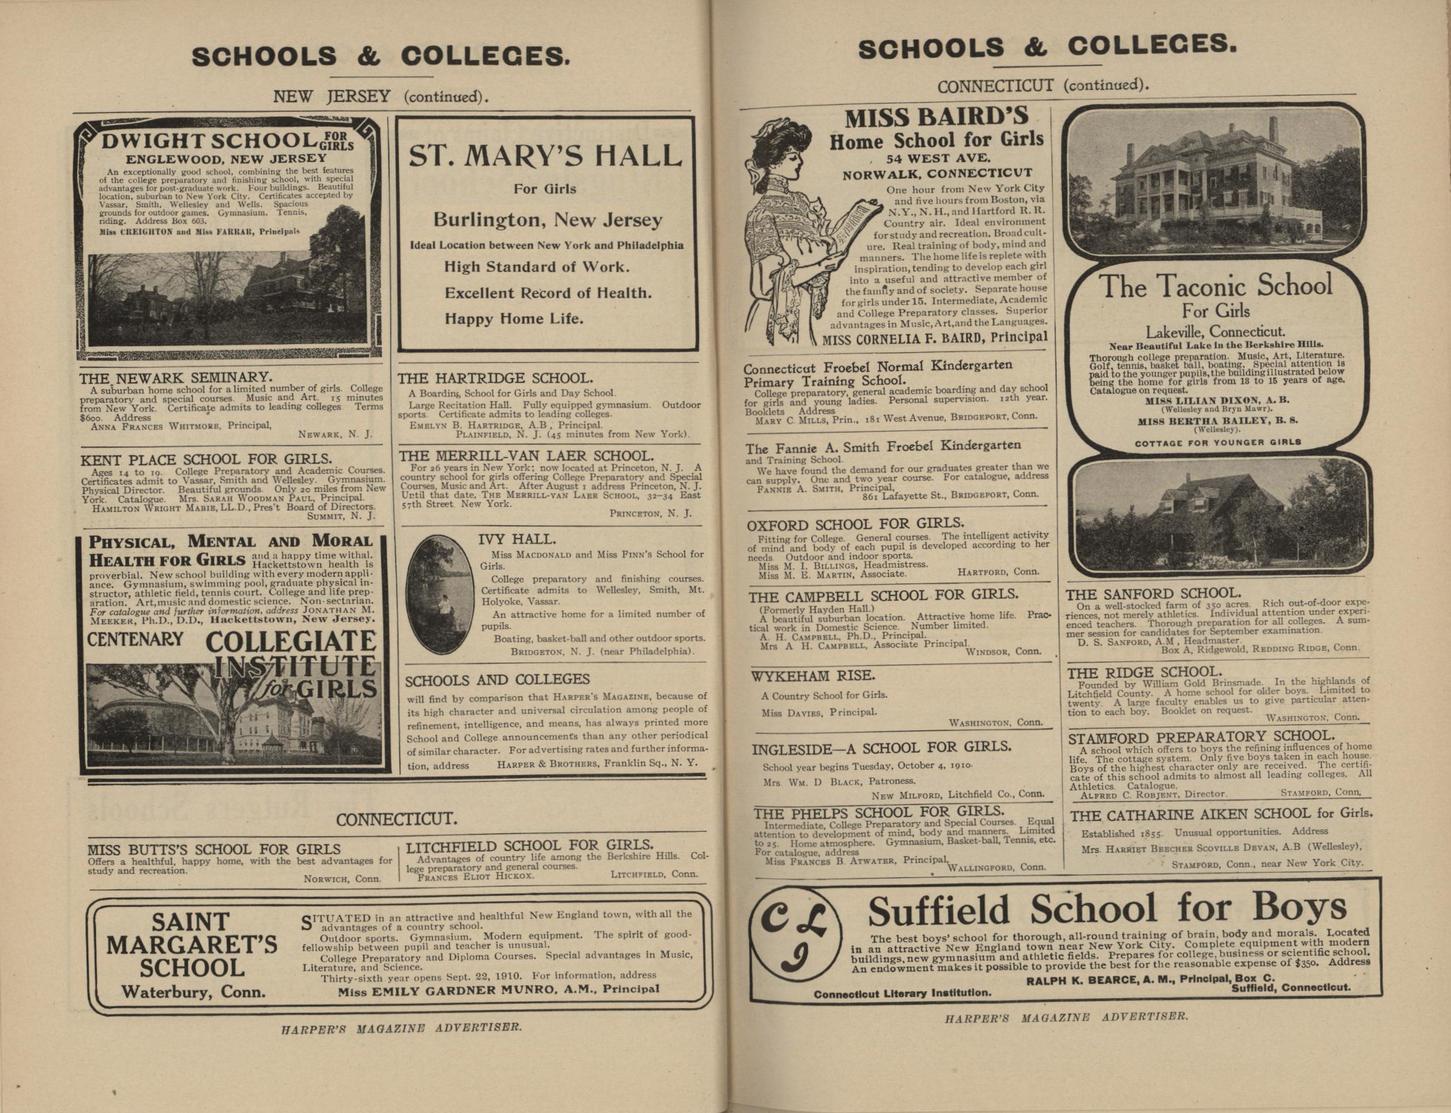 SCHOOLS & COLLEGES.
NEW JERSEY (continued).
DWIGHT SCHOOL FOR GIRLS
ENGLEWOOD, NEW JERSEY
An exceptionally good school, combining the best features
of the college preparatory and finishing school, with special
advantages for post-graduate work. Four buildings. Beautiful
location, suburban to New York City. Certificates accepted by
Vassar, Smith, Wellesley and Wells. Spacious
grounds for outdoor games. Gymnasium. Tennis,
riding. Address Box 603.
Miss CREIGHTON and Miss FARRAR, Principals
THE NEWARK SEMINARY.
A suburban home school for a limited number of girls. College
preparatory and special courses. Music and Art. 15 minutes
from New York. Certificate admits to leading colleges Terms
$600. Address
ANNA FRANCES WHITMORE, Principal,
NEWARK, N. J.
KENT PLACE SCHOOL FOR GIRLS.
Ages 14 to 19. College Preparatory and Academic Courses.
Certificates admit to Vassar, Smith and Wellesley. Gymnasium.
Physical Director. Beautiful grounds. Only 20 miles from New
York. Catalogue. Mrs. SARAH WOODMAN PAUL, Principal.
HAMILTON WRIGHT MABIE, LL.D., Pres't Board of Directors.
SUMMIT, N. J.
PHYSICAL, MENTAL AND MORAL
HEALTH FOR GIRLS and a happy time withal.
Hackettstown health is
proverbial. New school building with every modern appli-
ance. Gymnasium, swimming pool, graduate physical in-
structor, athletic field, tennis court. College and life prep-
aration. Art, music and domestic science. Non-sectarian.
For catalogue and further information, address JONATHAN M.
MEEKER, Ph.D., D.D., Hackettstown, New Jersey.
CENTENARY COLLEGIATE
INSTITUTE
for GIRLS
ST. MARY'S HALL
For Girls
Burlington, New Jersey
Ideal Location between New York and Philadelphia
High Standard of Work.
Excellent Record of Health.
Happy Home Life.
THE HARTRIDGE SCHOOL.
A Boarding School for Girls and Day School.
Large Recitation Hall. Fully equipped gymnasium. Outdoor
sports. Certificate admits to leading colleges.
EMELYN B. HARTRIDGE, A.B, Principal.
PLAINFIELD, N. J. (45 minutes from New York).
THE MERRILL-VAN LAER SCHOOL.
For 26 years in New York; now located at Princeton, N. J. A
country school for girls offering College Preparatory and Special
Courses, Music and Art. After August 1 address Princeton, N. J.
Until that date, THE MERRILL-VAN LAER SCHOOL, 32-34 East
57th Street New York.
PRINCETON, N. J.
IVY HALL.
Miss MACDONALD and Miss FINN'S School for
Girls.
College preparatory and finishing courses.
Certificate admits to Wellesley, Smith, Mt.
Holyoke, Vassar.
An attractive home for a limited number of
pupils.
Boating, basket-ball and other outdoor sports.
BRIDGETON, N. J. (near Philadelphia).
SCHOOLS AND COLLEGES
will find by comparison that HARPER'S MAGAZINE, because of
its high character and universal circulation among people of
refinement, intelligence, and means, has always printed more
School and College announcements than any other periodical
of similar character. For advertising rates and further informa-
tion, address HARPER & BROTHERS, Franklin Sq., N. Y.
CONNECTICUT.
MISS BUTTS'S SCHOOL FOR GIRLS
Offers a healthful, happy home, with the best advantages for
study and recreation.
NORWICH, Conn.
LITCHFIELD SCHOOL FOR GIRLS.
Advantages of country life among the Berkshire Hills. Col-
lege preparatory and general courses.
FRANCES ELIOT HICKOX. LITCHFIELD, Conn.
SAINT
MARGARET'S
SCHOOL
Waterbury, Conn.
SITUATED in an attractive and healthful New England town, with all the
advantages of a country school.
Outdoor sports. Gymnasium. Modern equipment. The spirit of good-
fellowship between pupil and teacher is unusual.
College Preparatory and Diploma Courses. Special advantages in Music,
Literature, and Science.
Thirty-sixth year opens Sept. 22, 1910. For information, address
Miss EMILY GARDNER MUNRO, A.M., Principal
HARPER'S MAGAZINE ADVERTISER.
SCHOOLS & COLLEGES.
CONNECTICUT (continued).
MISS BAIRD'S
Home School for Girls
54 WEST AVE.
NORWALK, CONNECTICUT
One hour from New York City
and five hours from Boston, via
N.Y., N.H., and Hartford R. R.
Country air. Ideal environment
for study and recreation. Broad cult-
ure. Real training of body, mind and
manners. The home life is replete with
inspiration, tending to develop each girl
into a useful and attractive member of
the family and of society. Separate house
for girls under 15. Intermediate, Academic
and College Preparatory classes. Superior
advantages in Music, Art, and the Languages.
MISS CORNELIA F. BAIRD, Principal
Connecticut Froebel Normal Kindergarten
Primary Training School.
College preparatory, general academic boarding and day school
for girls and young ladies. Personal supervision. 12th year.
Booklets Address
MARY C. MILLS, Prin., 181 West Avenue, BRIDGEPORT, Conn.
The Fannie A. Smith Froebel Kindergarten
and Training School.
We have found the demand for our graduates greater than we
can supply. One and two year course. For catalogue, address
FANNIE A. SMITH, Principal,
861 Lafayette St., BRIDGEPORT, Conn.
OXFORD SCHOOL FOR GIRLS.
Fitting for College. General courses. The intelligent activity
of mind and body of each pupil is developed according to her
needs Outdoor and indoor sports.
Miss M. I. BILLINGS, Headmistress.
Miss M. E. MARTIN, Associate. HARTFORD, Conn.
THE CAMPBELL SCHOOL FOR GIRLS.
(Formerly Hayden Hall.)
A beautiful suburban location. Attractive home life. Prac-
tical work in Domestic Science. Number limited.
A. H. CAMPBELL, Ph.D., Principal.
Mrs A H. CAMPBELL, Associate Principal.
WINDSOR, Conn.
WYKEHAM RISE.
A Country School for Girls.
Miss DAVIES, Principal.
WASHINGTON, Conn.
INGLESIDE—A SCHOOL FOR GIRLS.
School year begins Tuesday, October 4, 1910.
Mrs. WM. D BLACK, Patroness.
NEW MILFORD, Litchfield Co., Conn.
THE PHELPS SCHOOL FOR GIRLS.
Intermediate, College Preparatory and Special Courses. Equal
attention to development of mind, body and manners. Limited
to 25. Home atmosphere. Gymnasium, Basket-ball, Tennis, etc.
For catalogue, address
Miss FRANCES B. ATWATER, Principal,
WALLINGFORD, Conn.
The Taconic School
For Girls
Lakeville, Connecticut.
Near Beautiful Lake in the Berkshire Hills.
Thorough college preparation. Music, Art, Literature.
Golf, tennis, basket ball, boating. Special attention is
paid to the younger pupils, the building illustrated below
being the home for girls from 13 to 15 years of age.
Catalogue on request.
MISS LILIAN DIXON, A. B.
(Wellesley and Bryn Mawr).
MISS BERTHA BAILEY, B. S.
(Wellesley).
COTTAGE FOR YOUNGER GIRLS
THE SANFORD SCHOOL.
On a well-stocked farm of 350 acres. Rich out-of-door expe-
riences, not merely athletics. Individual attention under experi-
enced teachers. Thorough preparation for all colleges. A sum-
mer session for candidates for September examination.
D. S. SANFORD, A.M, Headmaster.
Box A, Ridgewold, REDDING RIDGE, Conn.
THE RIDGE SCHOOL.
Founded by William Gold Brinsmade. In the highlands of
Litchfield County. A home school for older boys. Limited to
twenty. A large faculty enables us to give particular atten-
tion to each boy. Booklet on request.
WASHINGTON, Conn.
STAMFORD PREPARATORY SCHOOL.
A school which offers to boys the refining influences of home
life. The cottage system. Only five boys taken in each house.
Boys of the highest character only are received. The certifi-
cate of this school admits to almost all leading colleges. All
Athletics. Catalogue.
ALFRED C. ROBJENT, Director. STAMFORD, Conn,
THE CATHARINE AIKEN SCHOOL for Girls.
Established 1855. Unusual opportunities. Address
Mrs. HARRIET BEECHER SCOVILLE DEVAN, A.B (Wellesley),
STAMFORD, Conn., near New York City.
C L I
Suffield School for Boys
The best boys' school for thorough, all-round training of brain, body and morals. Located
in an attractive New England town near New York City. Complete equipment with modern
buildings, new gymnasium and athletic fields. Prepares for college, business or scientific school.
An endowment makes it possible to provide the best for the reasonable expense of $350. Address
RALPH K. BEARCE, A. M., Principal, Box C.
Connecticut Literary Institution. Suffield, Connecticut.
HARPER'S MAGAZINE ADVERTISER.